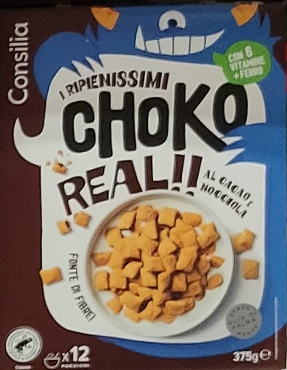 Consilia
CON 6
VITAMINE
+ FERRO
I RIPIENISSIMI
CHOKO
REAL!!
AL CACAO E
NOCCIOLA
FONTE DI FIBRE!
x12
PORZIONI
375g e